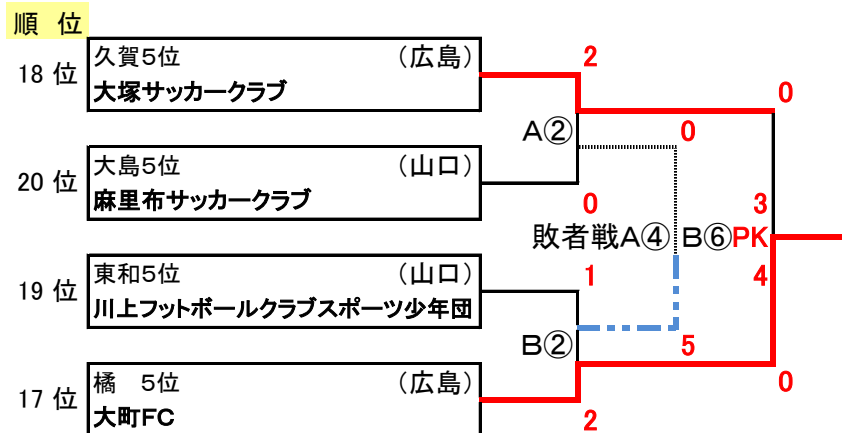 順 位
18 位
久賀5位 （広島）
大塚サッカークラブ
2
0
A②
0
20 位
大島5位 （山口）
麻里布サッカークラブ
0
3
敗者戦A④ B⑥PK
19 位
東和5位 （山口）
川上フットボールクラブスポーツ少年団
1
4
B②
5
17 位
橘 5位 （広島）
大町FC
0
2